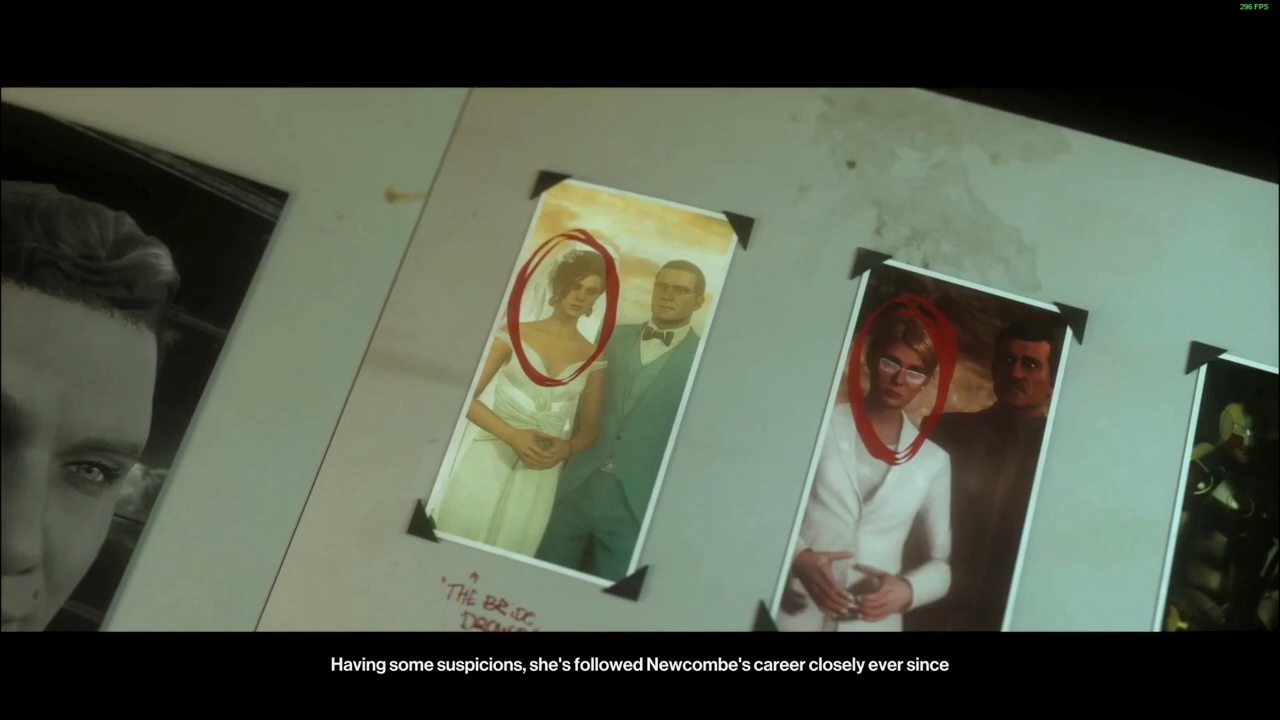 296 FPS
"THE BRIDE
Having some suspicions, she's followed Newcombe's career closely ever since